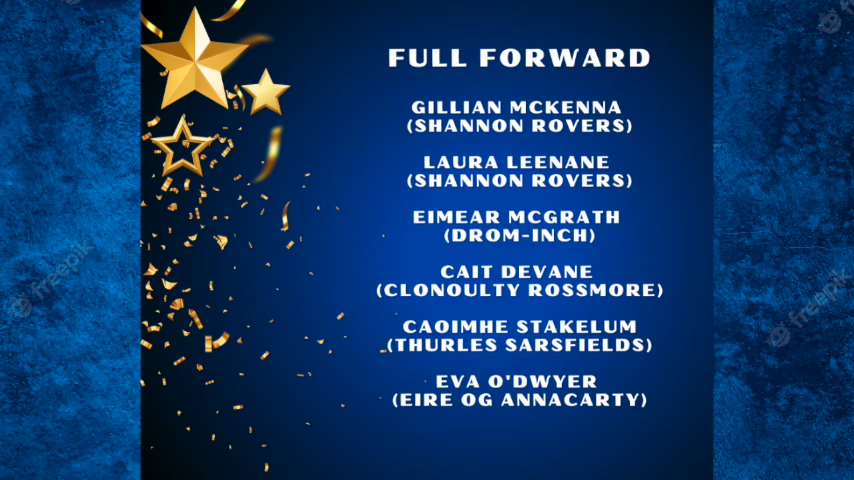 FULL FORWARD
GILLIAN MCKENNA
(SHANNON ROVERS)
LAURA LEENANE
(SHANNON ROVERS)
EIMEAR MCGRATH
(DROM-INCH)
CAIT DEVANE
(CLONOULTY ROSSMORE)
CAOIMHE STAKELUM
(THURLES SARSFIELDS)
EVA O'DWYER
(EIRE OG ANNACARTY)
freepik
freepik